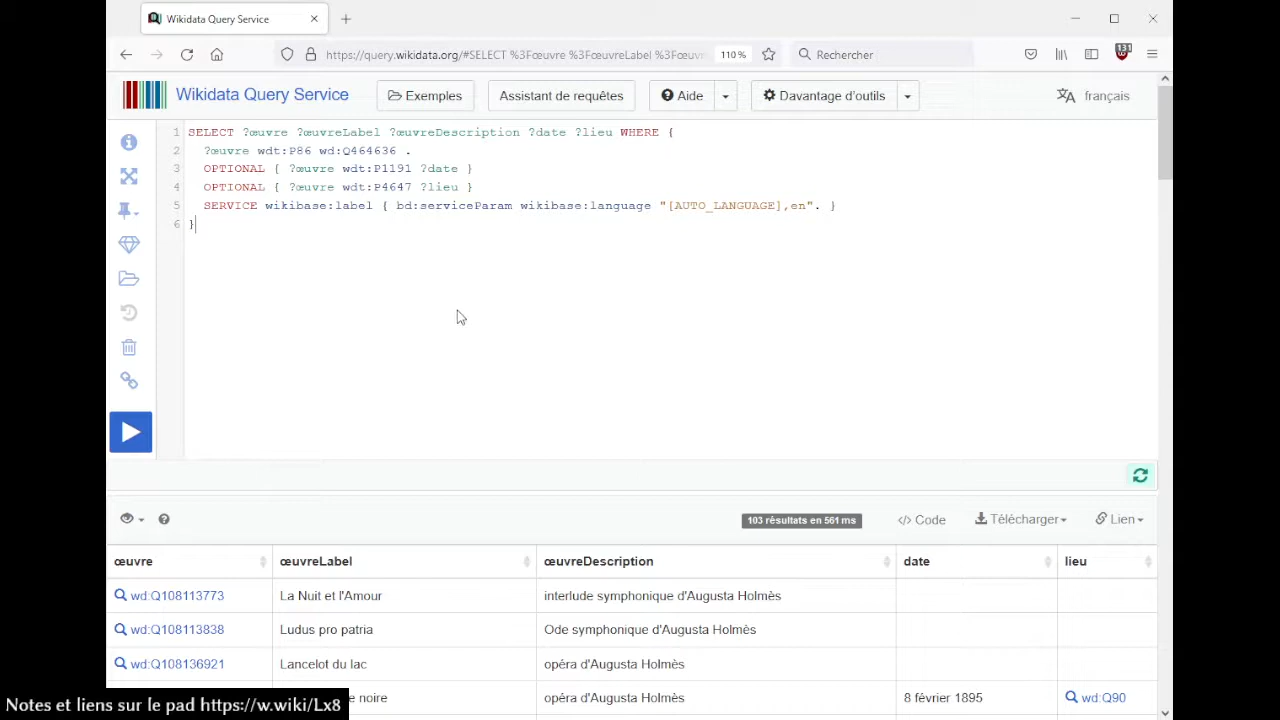 Wikidata Query Service
https://query.wikidata.org/#SELECT %3Fœuvre %3FœuvreLabel %3Fœuv
110%
Rechercher
131
Wikidata Query Service
Exemples
Assistant de requêtes
Aide
Davantage d'outils
français
1 SELECT ?œuvre ?œuvreLabel ?œuvreDescription ?date ?lieu WHERE {
2 ?œuvre wdt:P86 wd:Q464636 .
3 OPTIONAL { ?œuvre wdt:P1191 ?date }
4 OPTIONAL { ?œuvre wdt:P4647 ?lieu }
5 SERVICE wikibase:label { bd:serviceParam wikibase:language "[AUTO_LANGUAGE],en". }
6 }
103 résultats en 561 ms
</> Code
Télécharger
Lien
œuvre œuvreLabel œuvreDescription date lieu
wd:Q108113773 La Nuit et l'Amour interlude symphonique d'Augusta Holmès
wd:Q108113838 Ludus pro patria Ode symphonique d'Augusta Holmès
wd:Q108136921 Lancelot du lac opéra d'Augusta Holmès
noire opéra d'Augusta Holmès 8 février 1895 wd:Q90
Notes et liens sur le pad https://w.wiki/Lx8